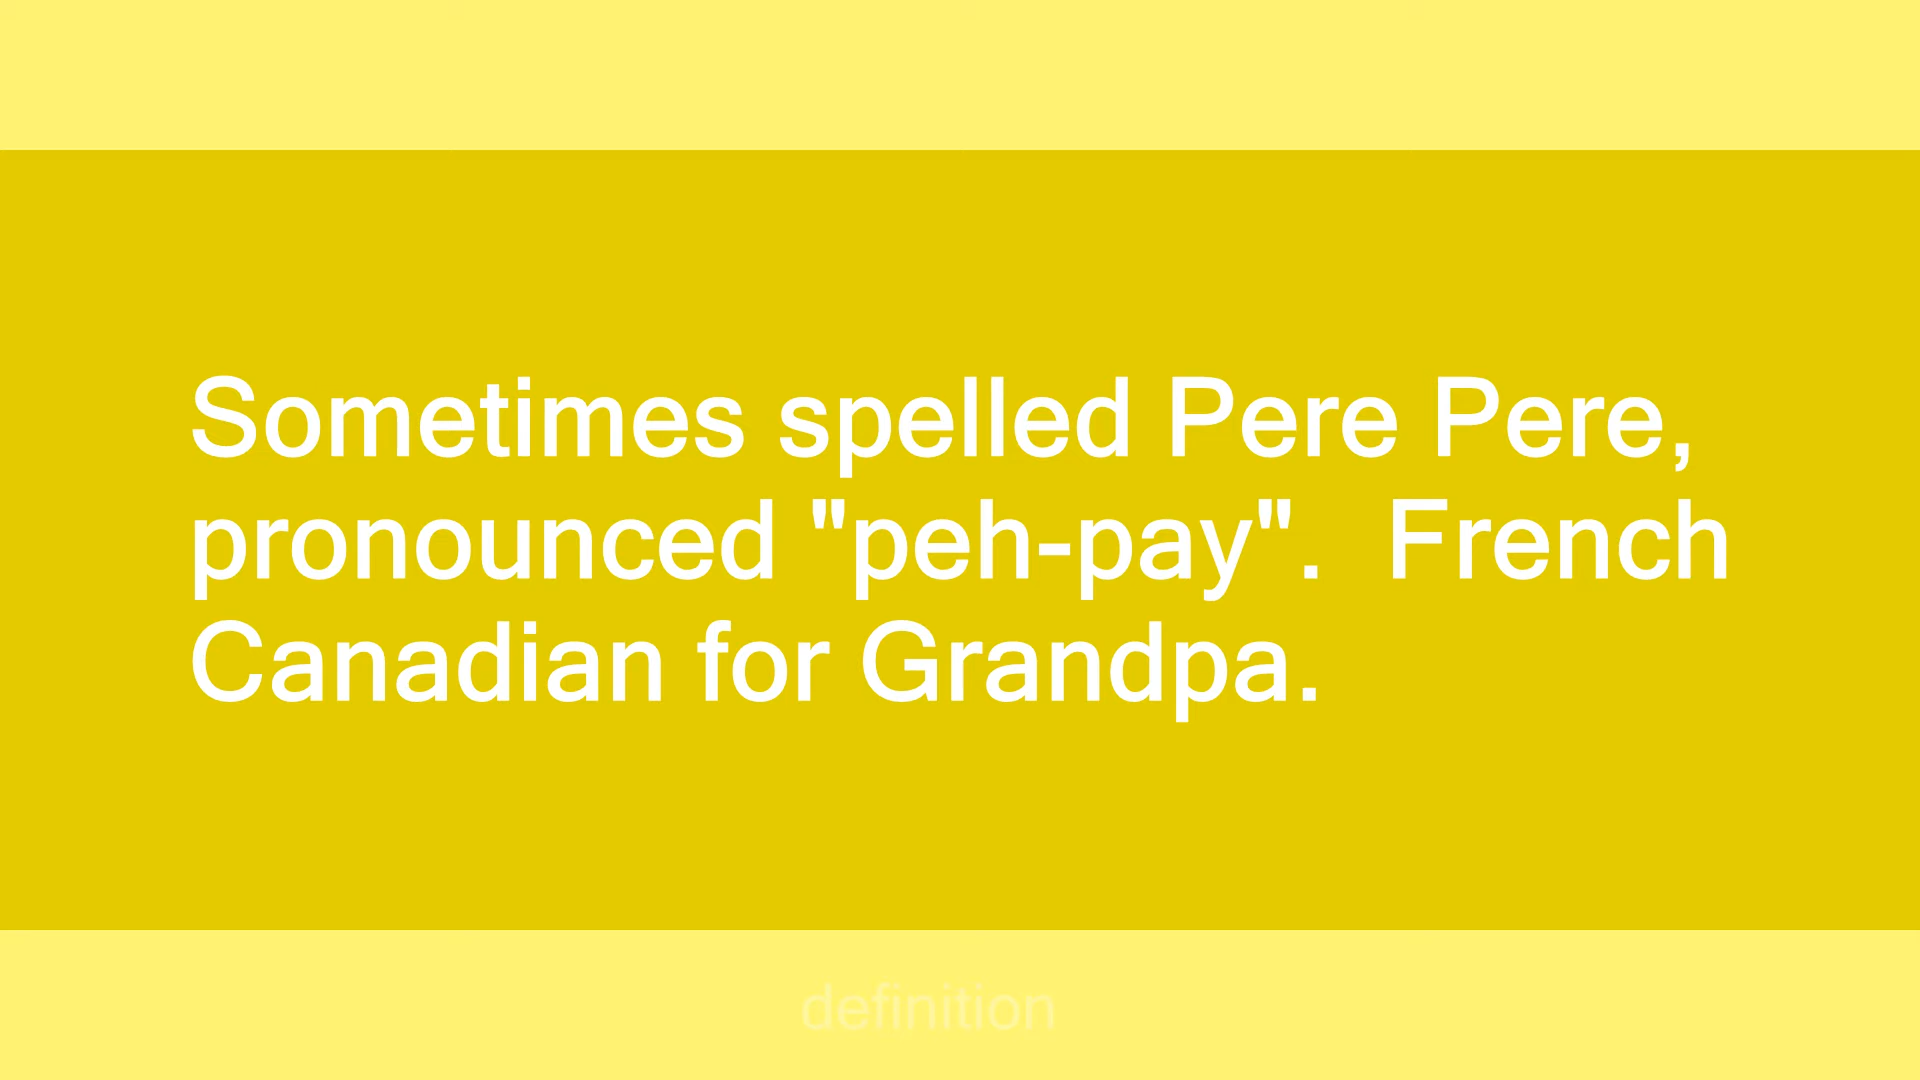 Sometimes spelled Pere Pere,
pronounced "peh-pay".  French
Canadian for Grandpa.
definition